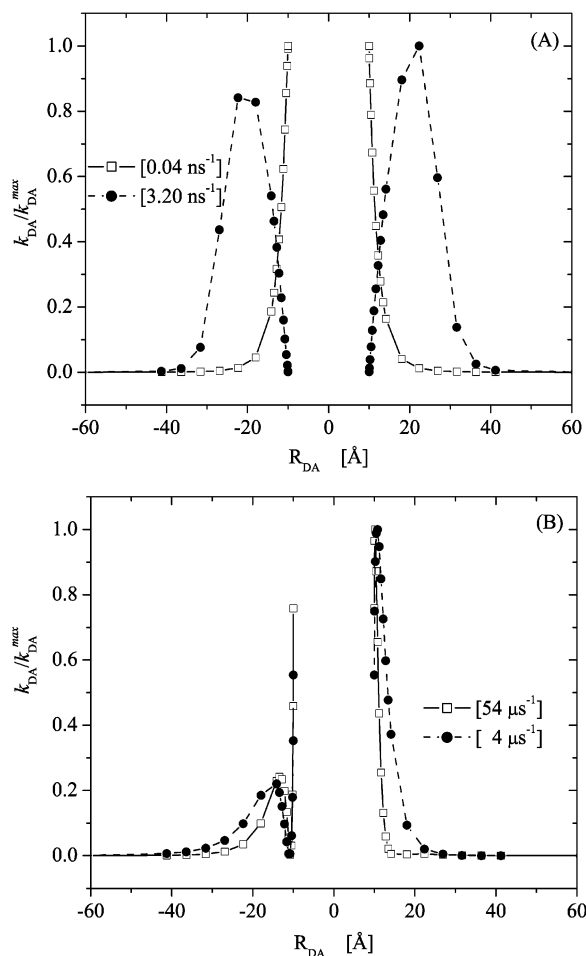 (A)
1.0
0.8
0.6
0.4
0.2
0.0
k_DA/k_DA^max
[0.04 ns⁻¹]
[3.20 ns⁻¹]
-60 -40 -20 0 20 40 60
R_DA [Å]
(B)
1.0
0.8
0.6
0.4
0.2
0.0
k_DA/k_DA^max
[54 μs⁻¹]
[ 4 μs⁻¹]
-60 -40 -20 0 20 40 60
R_DA [Å]